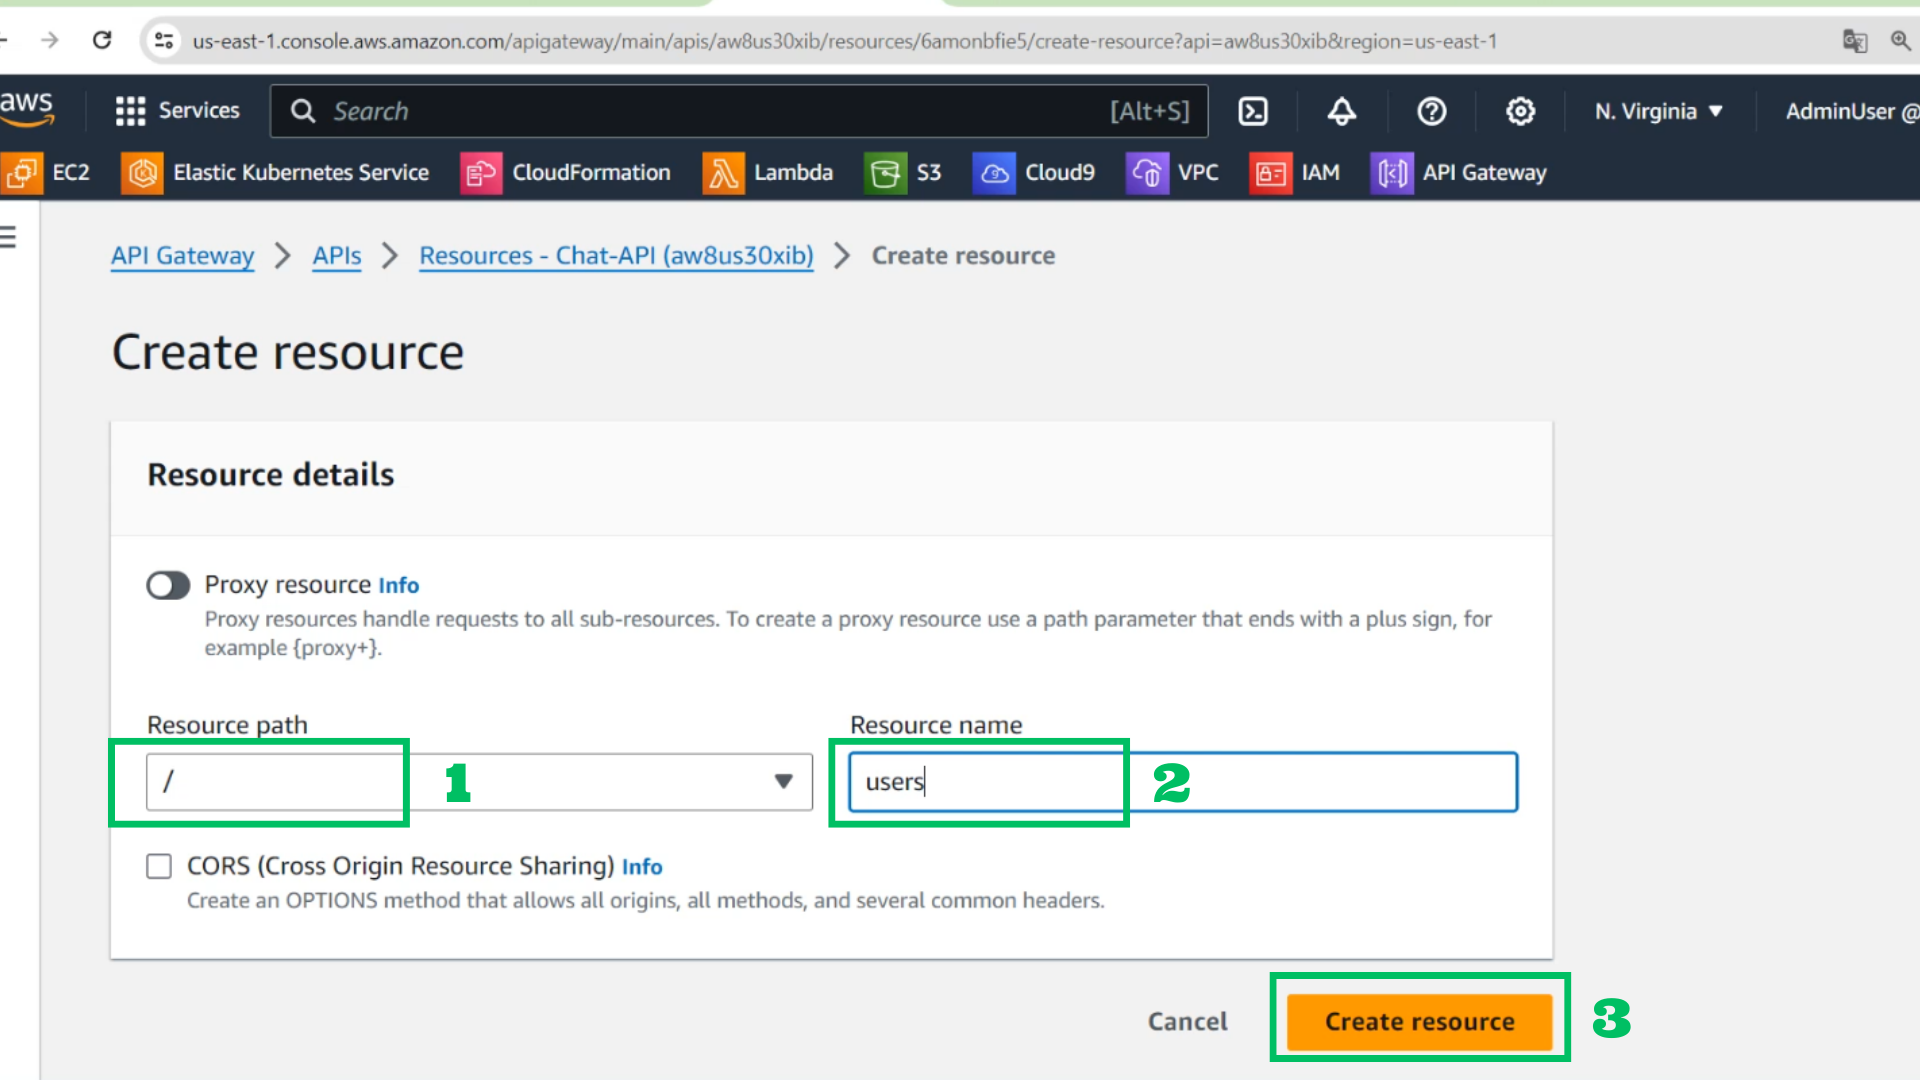 us-east-1.console.aws.amazon.com/apigateway/main/apis/aw8us30xib/resources/6amonbfie5/create-resource?api=aw8us30xib&region=us-east-1
aws
Services
Search
[Alt+S]
N. Virginia
AdminUser @
EC2
Elastic Kubernetes Service
CloudFormation
Lambda
S3
Cloud9
VPC
IAM
API Gateway
API Gateway
APIs
Resources - Chat-API (aw8us30xib)
Create resource
Create resource
Resource details
Proxy resource Info
Proxy resources handle requests to all sub-resources. To create a proxy resource use a path parameter that ends with a plus sign, for
example {proxy+}.
Resource path
Resource name
/
1
users
2
CORS (Cross Origin Resource Sharing) Info
Create an OPTIONS method that allows all origins, all methods, and several common headers.
Cancel
Create resource
3